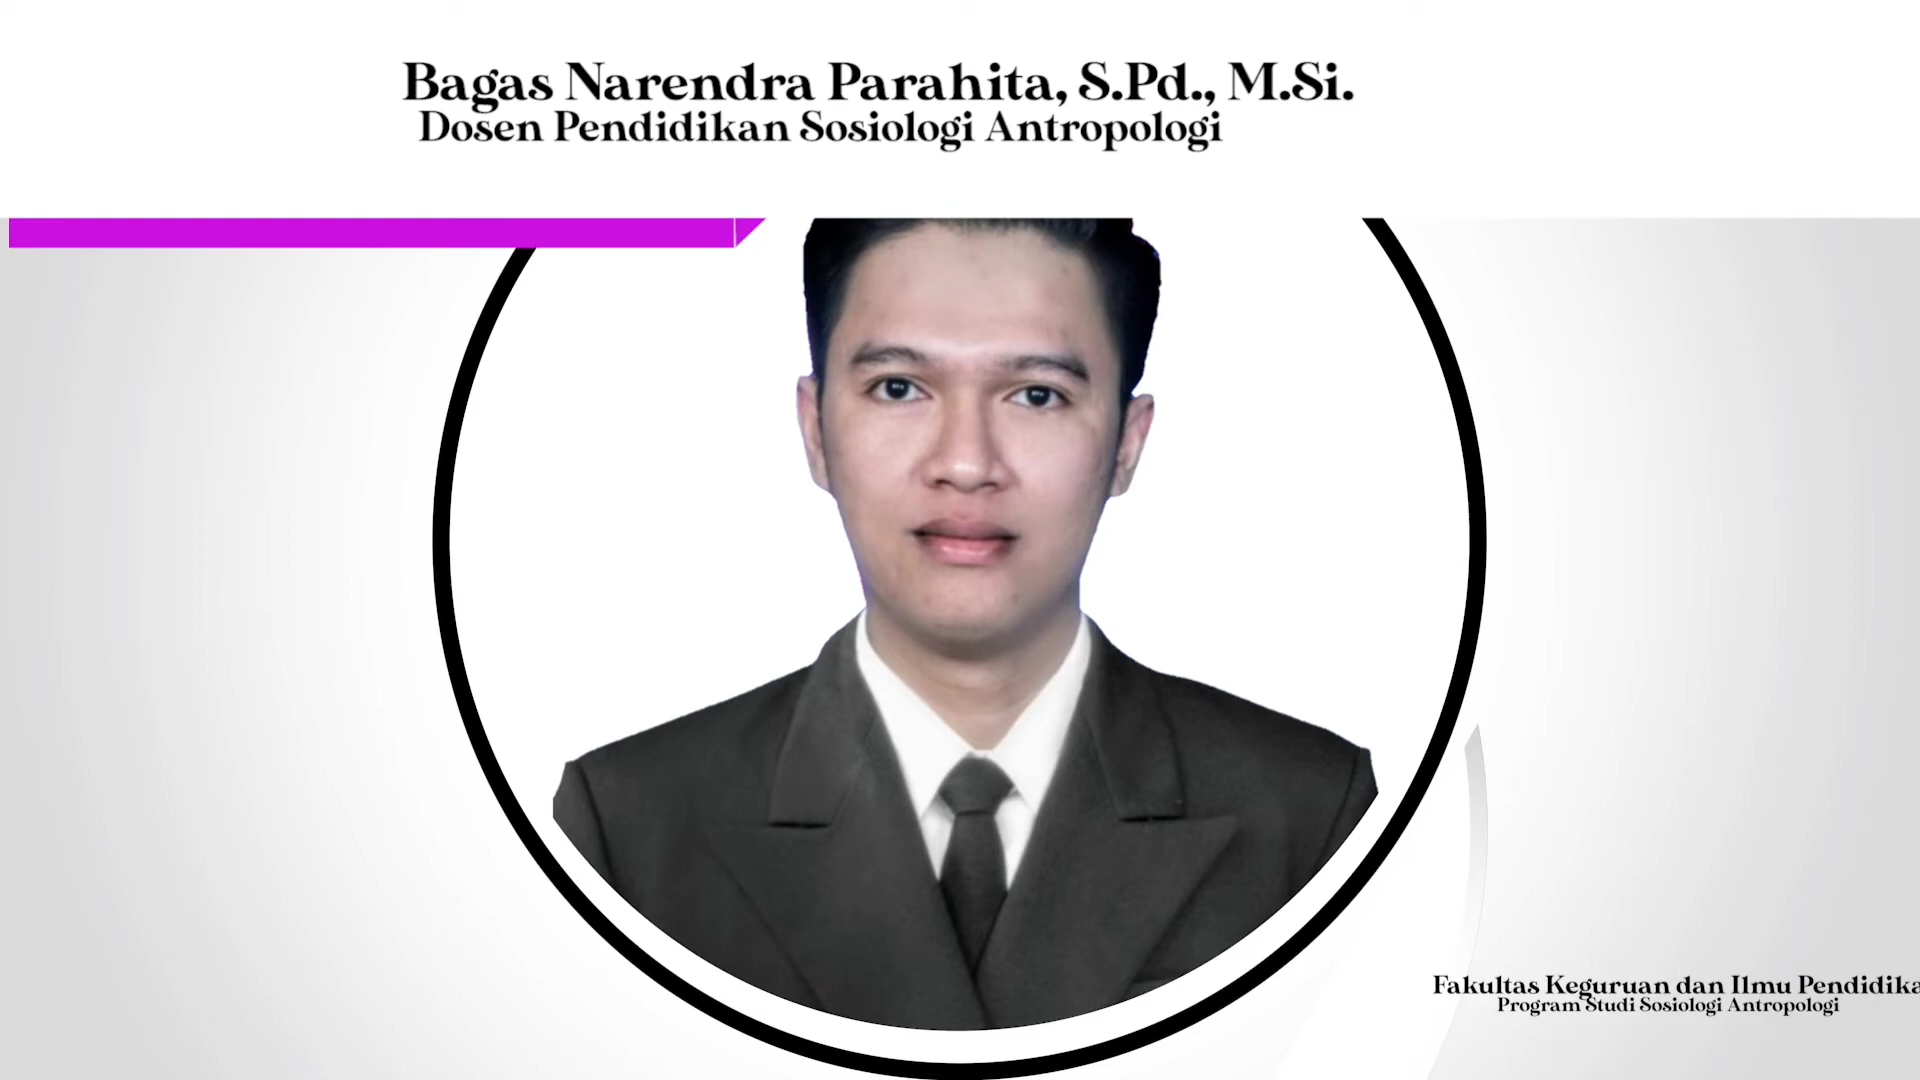 Bagas Narendra Parahita, S.Pd., M.Si.
Dosen Pendidikan Sosiologi Antropologi
Fakultas Keguruan dan Ilmu Pendidika
Program Studi Sosiologi Antropologi